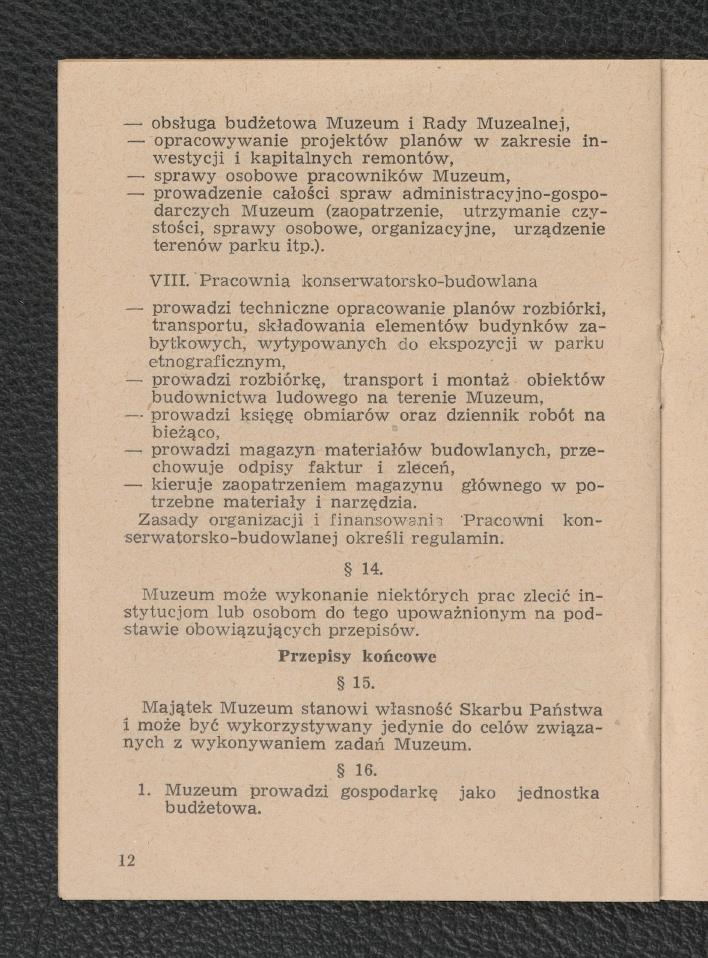 — obsługa budżetowa Muzeum i Rady Muzealnej,
— opracowywanie projektów planów w zakresie in-
westycji i kapitalnych remontów,
— sprawy osobowe pracowników Muzeum,
— prowadzenie całości spraw administracyjno-gospo-
darczych Muzeum (zaopatrzenie, utrzymanie czy-
stości, sprawy osobowe, organizacyjne, urządzenie
terenów parku itp.).
VIII. Pracownia konserwatorsko-budowlana
— prowadzi techniczne opracowanie planów rozbiórki,
transportu, składowania elementów budynków za-
bytkowych, wytypowanych do ekspozycji w parku
etnograficznym,
— prowadzi rozbiórkę, transport i montaż obiektów
budownictwa ludowego na terenie Muzeum,
— prowadzi księgę obmiarów oraz dziennik robót na
bieżąco,
— prowadzi magazyn materiałów budowlanych, prze-
chowuje odpisy faktur i zleceń,
— kieruje zaopatrzeniem magazynu głównego w po-
trzebne materiały i narzędzia.
Zasady organizacji i finansowania Pracowni kon-
serwatorsko-budowlanej określi regulamin.
§ 14.
Muzeum może wykonanie niektórych prac zlecić in-
stytucjom lub osobom do tego upoważnionym na pod-
stawie obowiązujących przepisów.
Przepisy końcowe
§ 15.
Majątek Muzeum stanowi własność Skarbu Państwa
i może być wykorzystywany jedynie do celów związa-
nych z wykonywaniem zadań Muzeum.
§ 16.
1. Muzeum prowadzi gospodarkę jako jednostka
budżetowa.
12